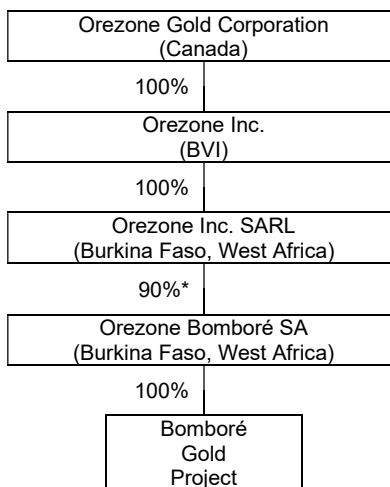 Orezone Gold Corporation
(Canada)
100%
Orezone Inc.
(BVI)
100%
Orezone Inc. SARL
(Burkina Faso, West Africa)
90%*
Orezone Bomboré SA
(Burkina Faso, West Africa)
100%
Bomboré
Gold
Project